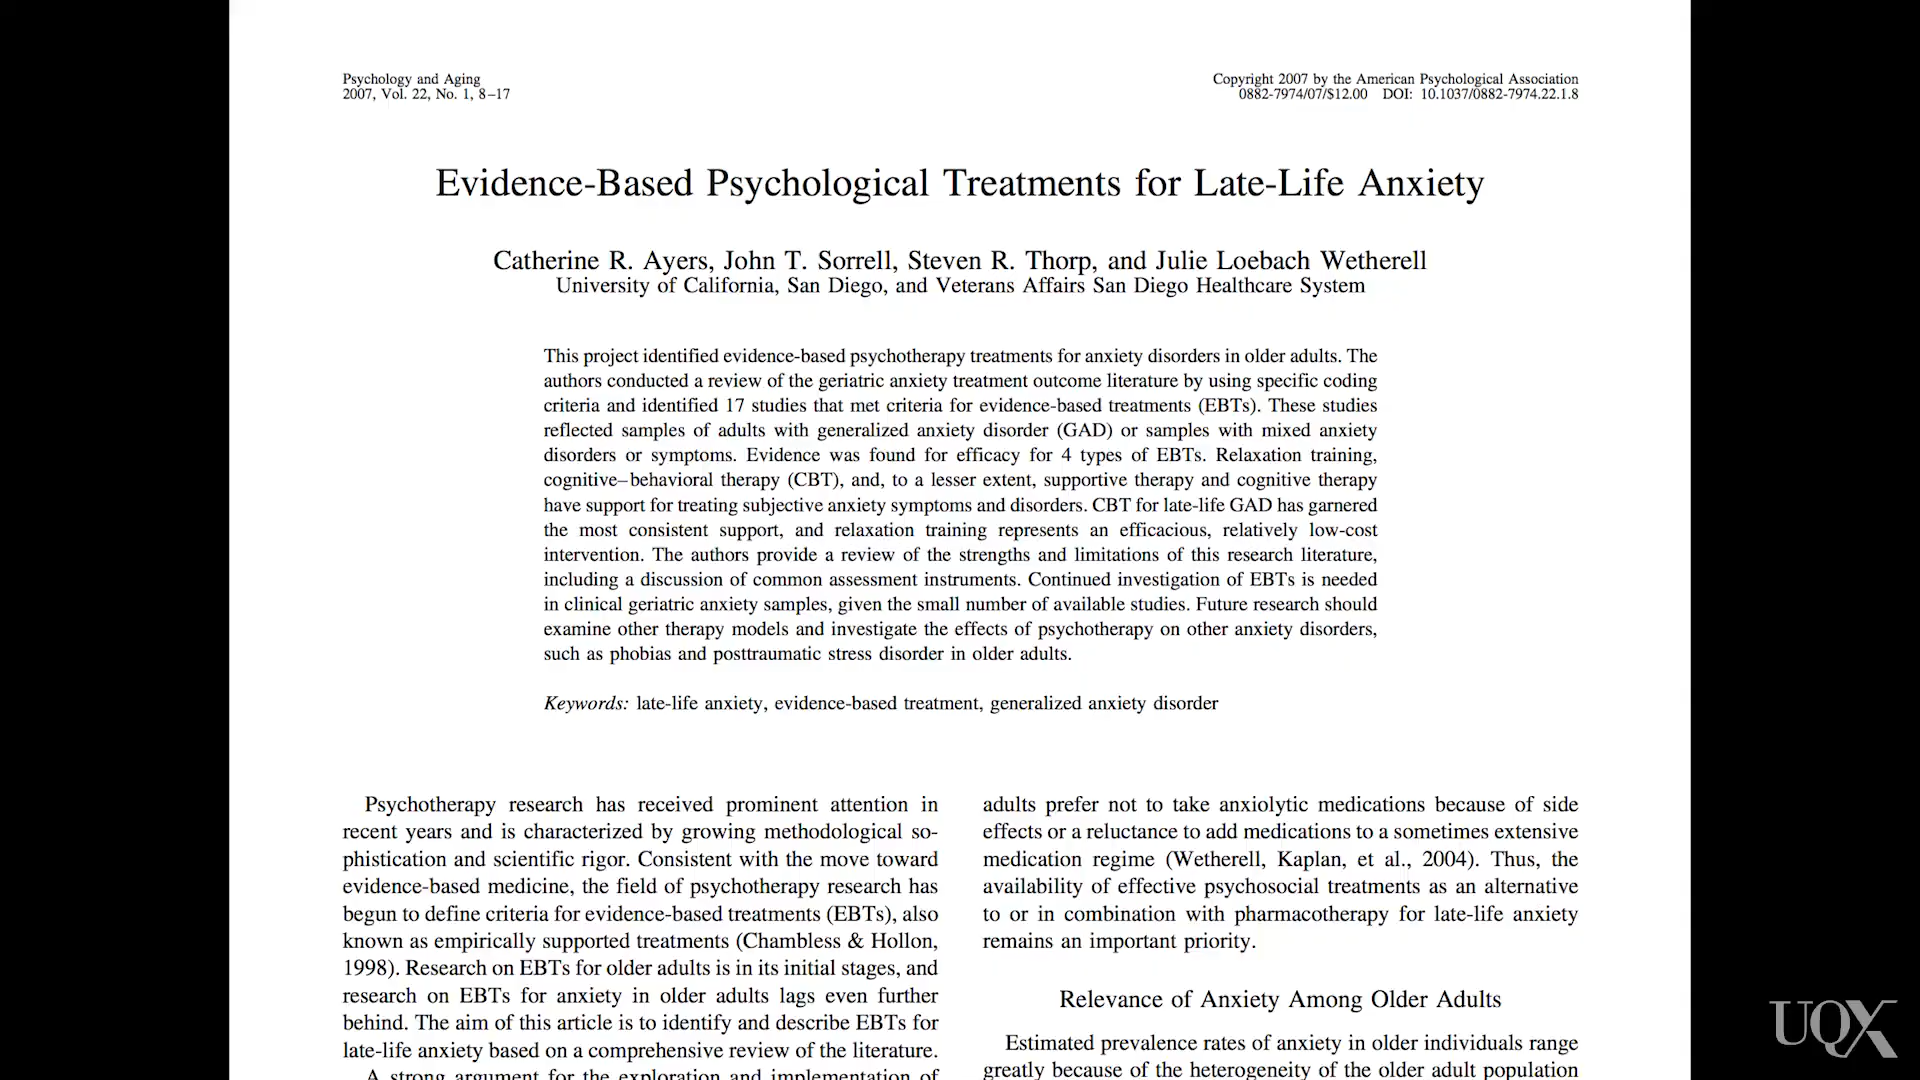 Psychology and Aging
2007, Vol. 22, No. 1, 8–17
Copyright 2007 by the American Psychological Association
0882-7974/07/$12.00 DOI: 10.1037/0882-7974.22.1.8
Evidence-Based Psychological Treatments for Late-Life Anxiety
Catherine R. Ayers, John T. Sorrell, Steven R. Thorp, and Julie Loebach Wetherell
University of California, San Diego, and Veterans Affairs San Diego Healthcare System
This project identified evidence-based psychotherapy treatments for anxiety disorders in older adults. The
authors conducted a review of the geriatric anxiety treatment outcome literature by using specific coding
criteria and identified 17 studies that met criteria for evidence-based treatments (EBTs). These studies
reflected samples of adults with generalized anxiety disorder (GAD) or samples with mixed anxiety
disorders or symptoms. Evidence was found for efficacy for 4 types of EBTs. Relaxation training,
cognitive–behavioral therapy (CBT), and, to a lesser extent, supportive therapy and cognitive therapy
have support for treating subjective anxiety symptoms and disorders. CBT for late-life GAD has garnered
the most consistent support, and relaxation training represents an efficacious, relatively low-cost
intervention. The authors provide a review of the strengths and limitations of this research literature,
including a discussion of common assessment instruments. Continued investigation of EBTs is needed
in clinical geriatric anxiety samples, given the small number of available studies. Future research should
examine other therapy models and investigate the effects of psychotherapy on other anxiety disorders,
such as phobias and posttraumatic stress disorder in older adults.
Keywords: late-life anxiety, evidence-based treatment, generalized anxiety disorder
Psychotherapy research has received prominent attention in
recent years and is characterized by growing methodological so-
phistication and scientific rigor. Consistent with the move toward
evidence-based medicine, the field of psychotherapy research has
begun to define criteria for evidence-based treatments (EBTs), also
known as empirically supported treatments (Chambless & Hollon,
1998). Research on EBTs for older adults is in its initial stages, and
research on EBTs for anxiety in older adults lags even further
behind. The aim of this article is to identify and describe EBTs for
late-life anxiety based on a comprehensive review of the literature.
A strong argument for the exploration and implementation of
adults prefer not to take anxiolytic medications because of side
effects or a reluctance to add medications to a sometimes extensive
medication regime (Wetherell, Kaplan, et al., 2004). Thus, the
availability of effective psychosocial treatments as an alternative
to or in combination with pharmacotherapy for late-life anxiety
remains an important priority.
Relevance of Anxiety Among Older Adults
Estimated prevalence rates of anxiety in older individuals range
greatly because of the heterogeneity of the older adult population
UQX